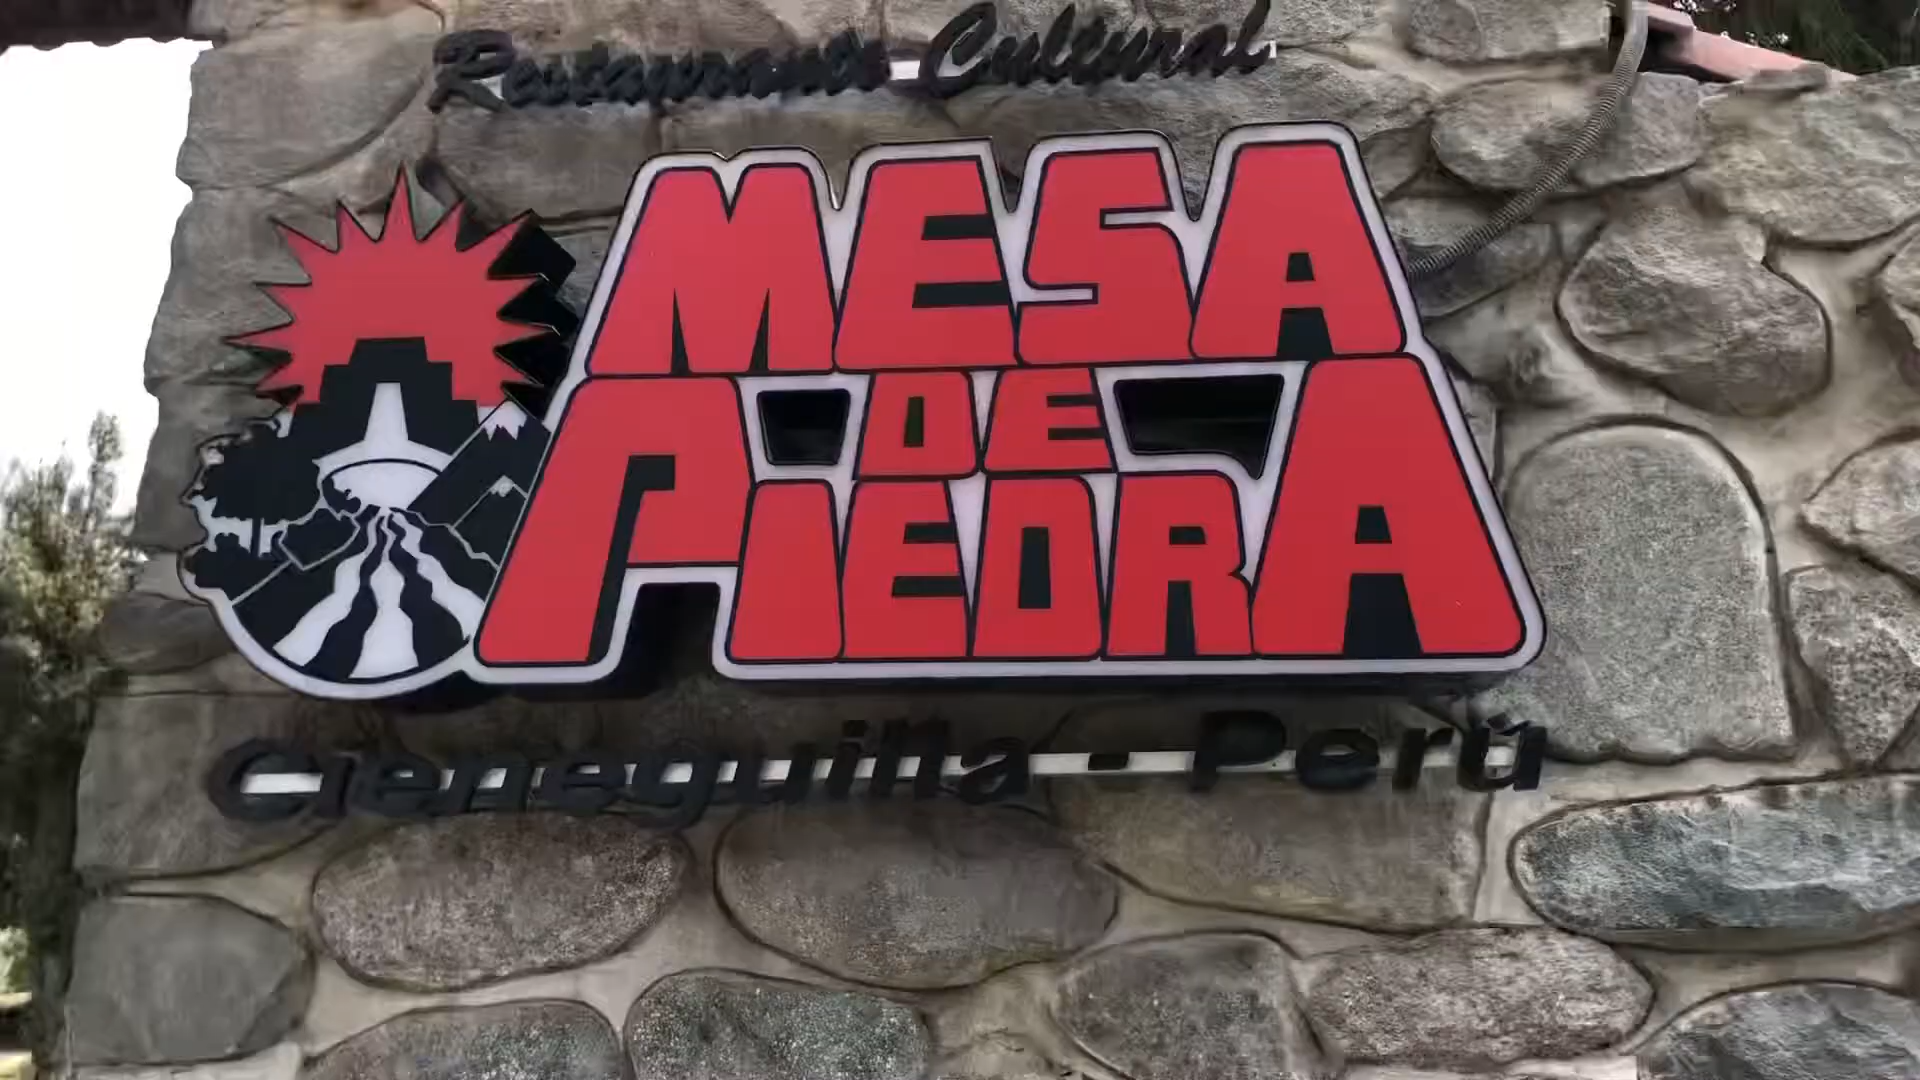 Restaurante Cultural
MESA
DE
PIEDRA
Cieneguilla - Perú